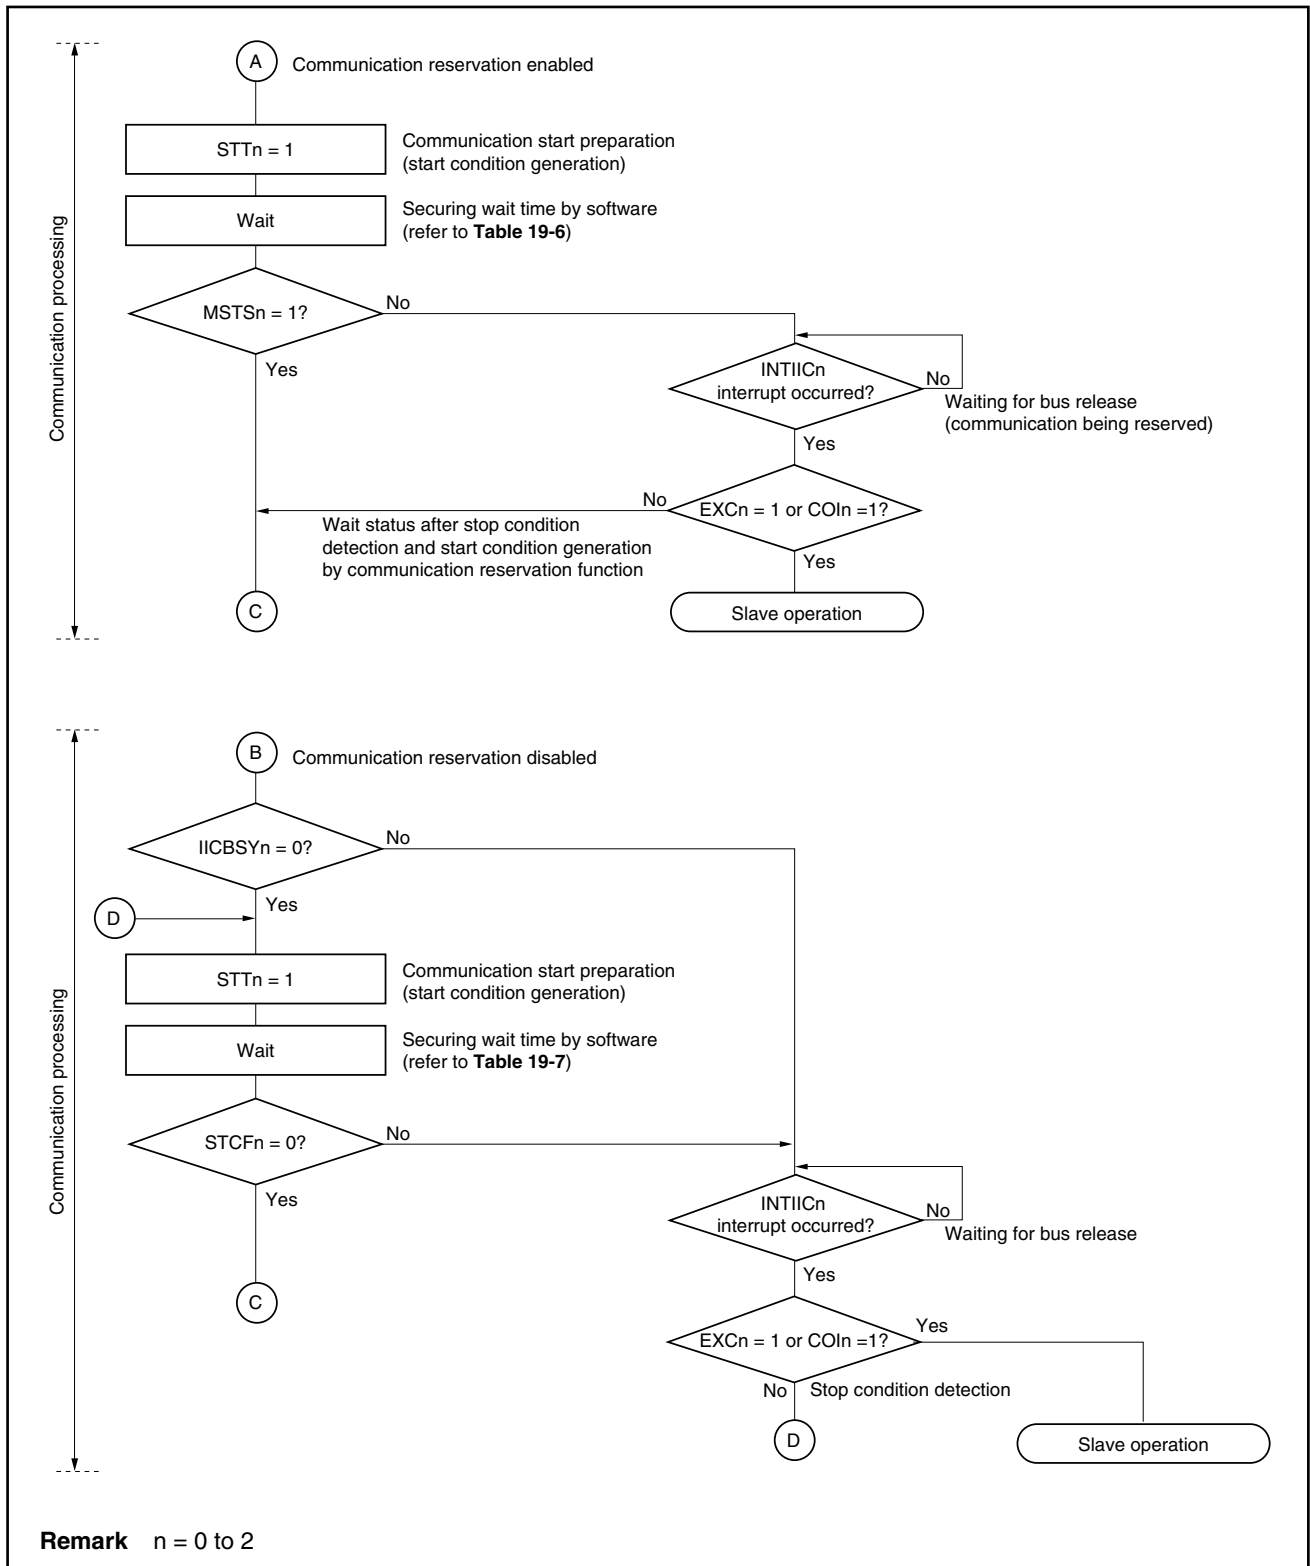 A
Communication reservation enabled
STTn = 1
Communication start preparation
(start condition generation)
Wait
Securing wait time by software
(refer to Table 19-6)
MSTSn = 1?
No
Yes
INTIICn
interrupt occurred?
No
Waiting for bus release
(communication being reserved)
Yes
EXCn = 1 or COIn =1?
No
Wait status after stop condition
detection and start condition generation
by communication reservation function
Yes
C
Slave operation
Communication processing
B
Communication reservation disabled
IICBSYn = 0?
No
Yes
D
STTn = 1
Communication start preparation
(start condition generation)
Wait
Securing wait time by software
(refer to Table 19-7)
STCFn = 0?
No
Yes
INTIICn
interrupt occurred?
No
Waiting for bus release
Yes
C
EXCn = 1 or COIn =1?
Yes
No
Stop condition detection
D
Slave operation
Communication processing
Remark n = 0 to 2